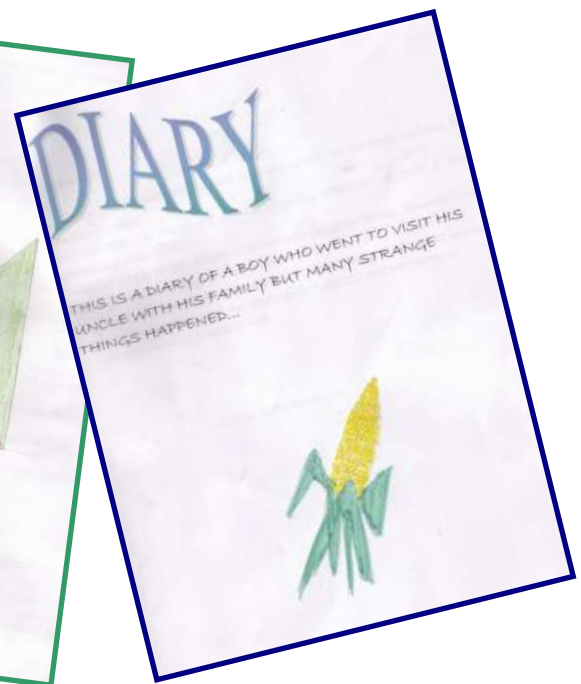 DIARY
THIS IS A DIARY OF A BOY WHO WENT TO VISIT HIS
UNCLE WITH HIS FAMILY BUT MANY STRANGE
THINGS HAPPENED...